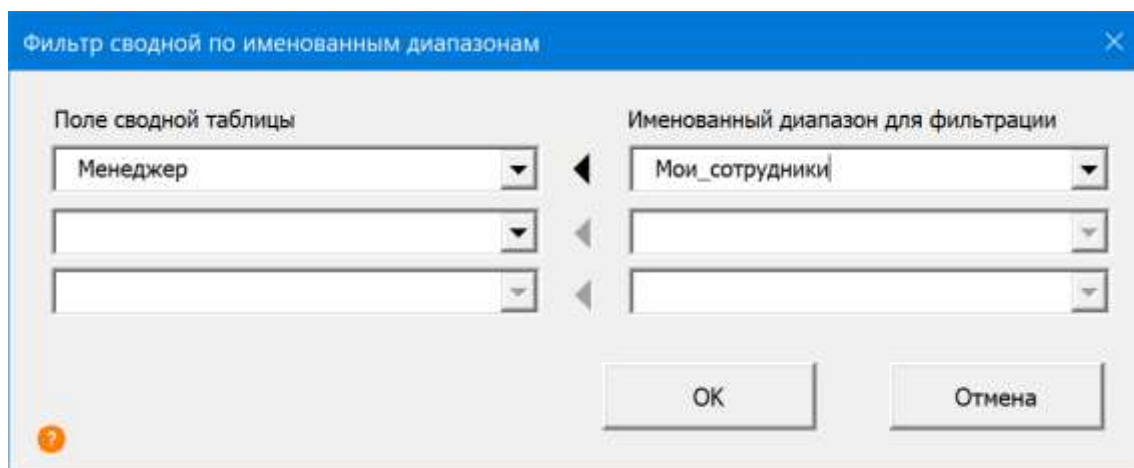 Фильтр сводной по именованным диапазонам
Поле сводной таблицы
Именованный диапазон для фильтрации
Менеджер
Мои_сотрудники
ОК
Отмена
?